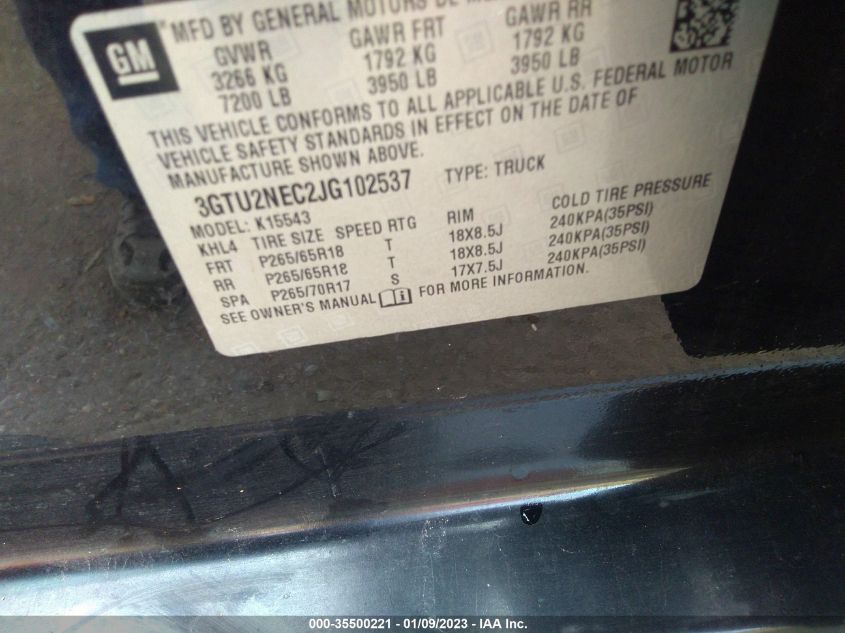 GM
MFD BY GENERAL MOTORS DE
GVWR GAWR FRT GAWR RR
3266 KG 1792 KG 1792 KG
7200 LB 3950 LB 3950 LB
THIS VEHICLE CONFORMS TO ALL APPLICABLE U.S. FEDERAL MOTOR
VEHICLE SAFETY STANDARDS IN EFFECT ON THE DATE OF
MANUFACTURE SHOWN ABOVE.
3GTU2NEC2JG102537 TYPE: TRUCK
MODEL: K15543
KHL4 TIRE SIZE SPEED RTG RIM COLD TIRE PRESSURE
FRT P265/65R18 T 18X8.5J 240KPA(35PSI)
RR P265/65R18 T 18X8.5J 240KPA(35PSI)
SPA P265/70R17 S 17X7.5J 240KPA(35PSI)
SEE OWNER'S MANUAL FOR MORE INFORMATION.
000-35500221 - 01/09/2023 - IAA Inc.